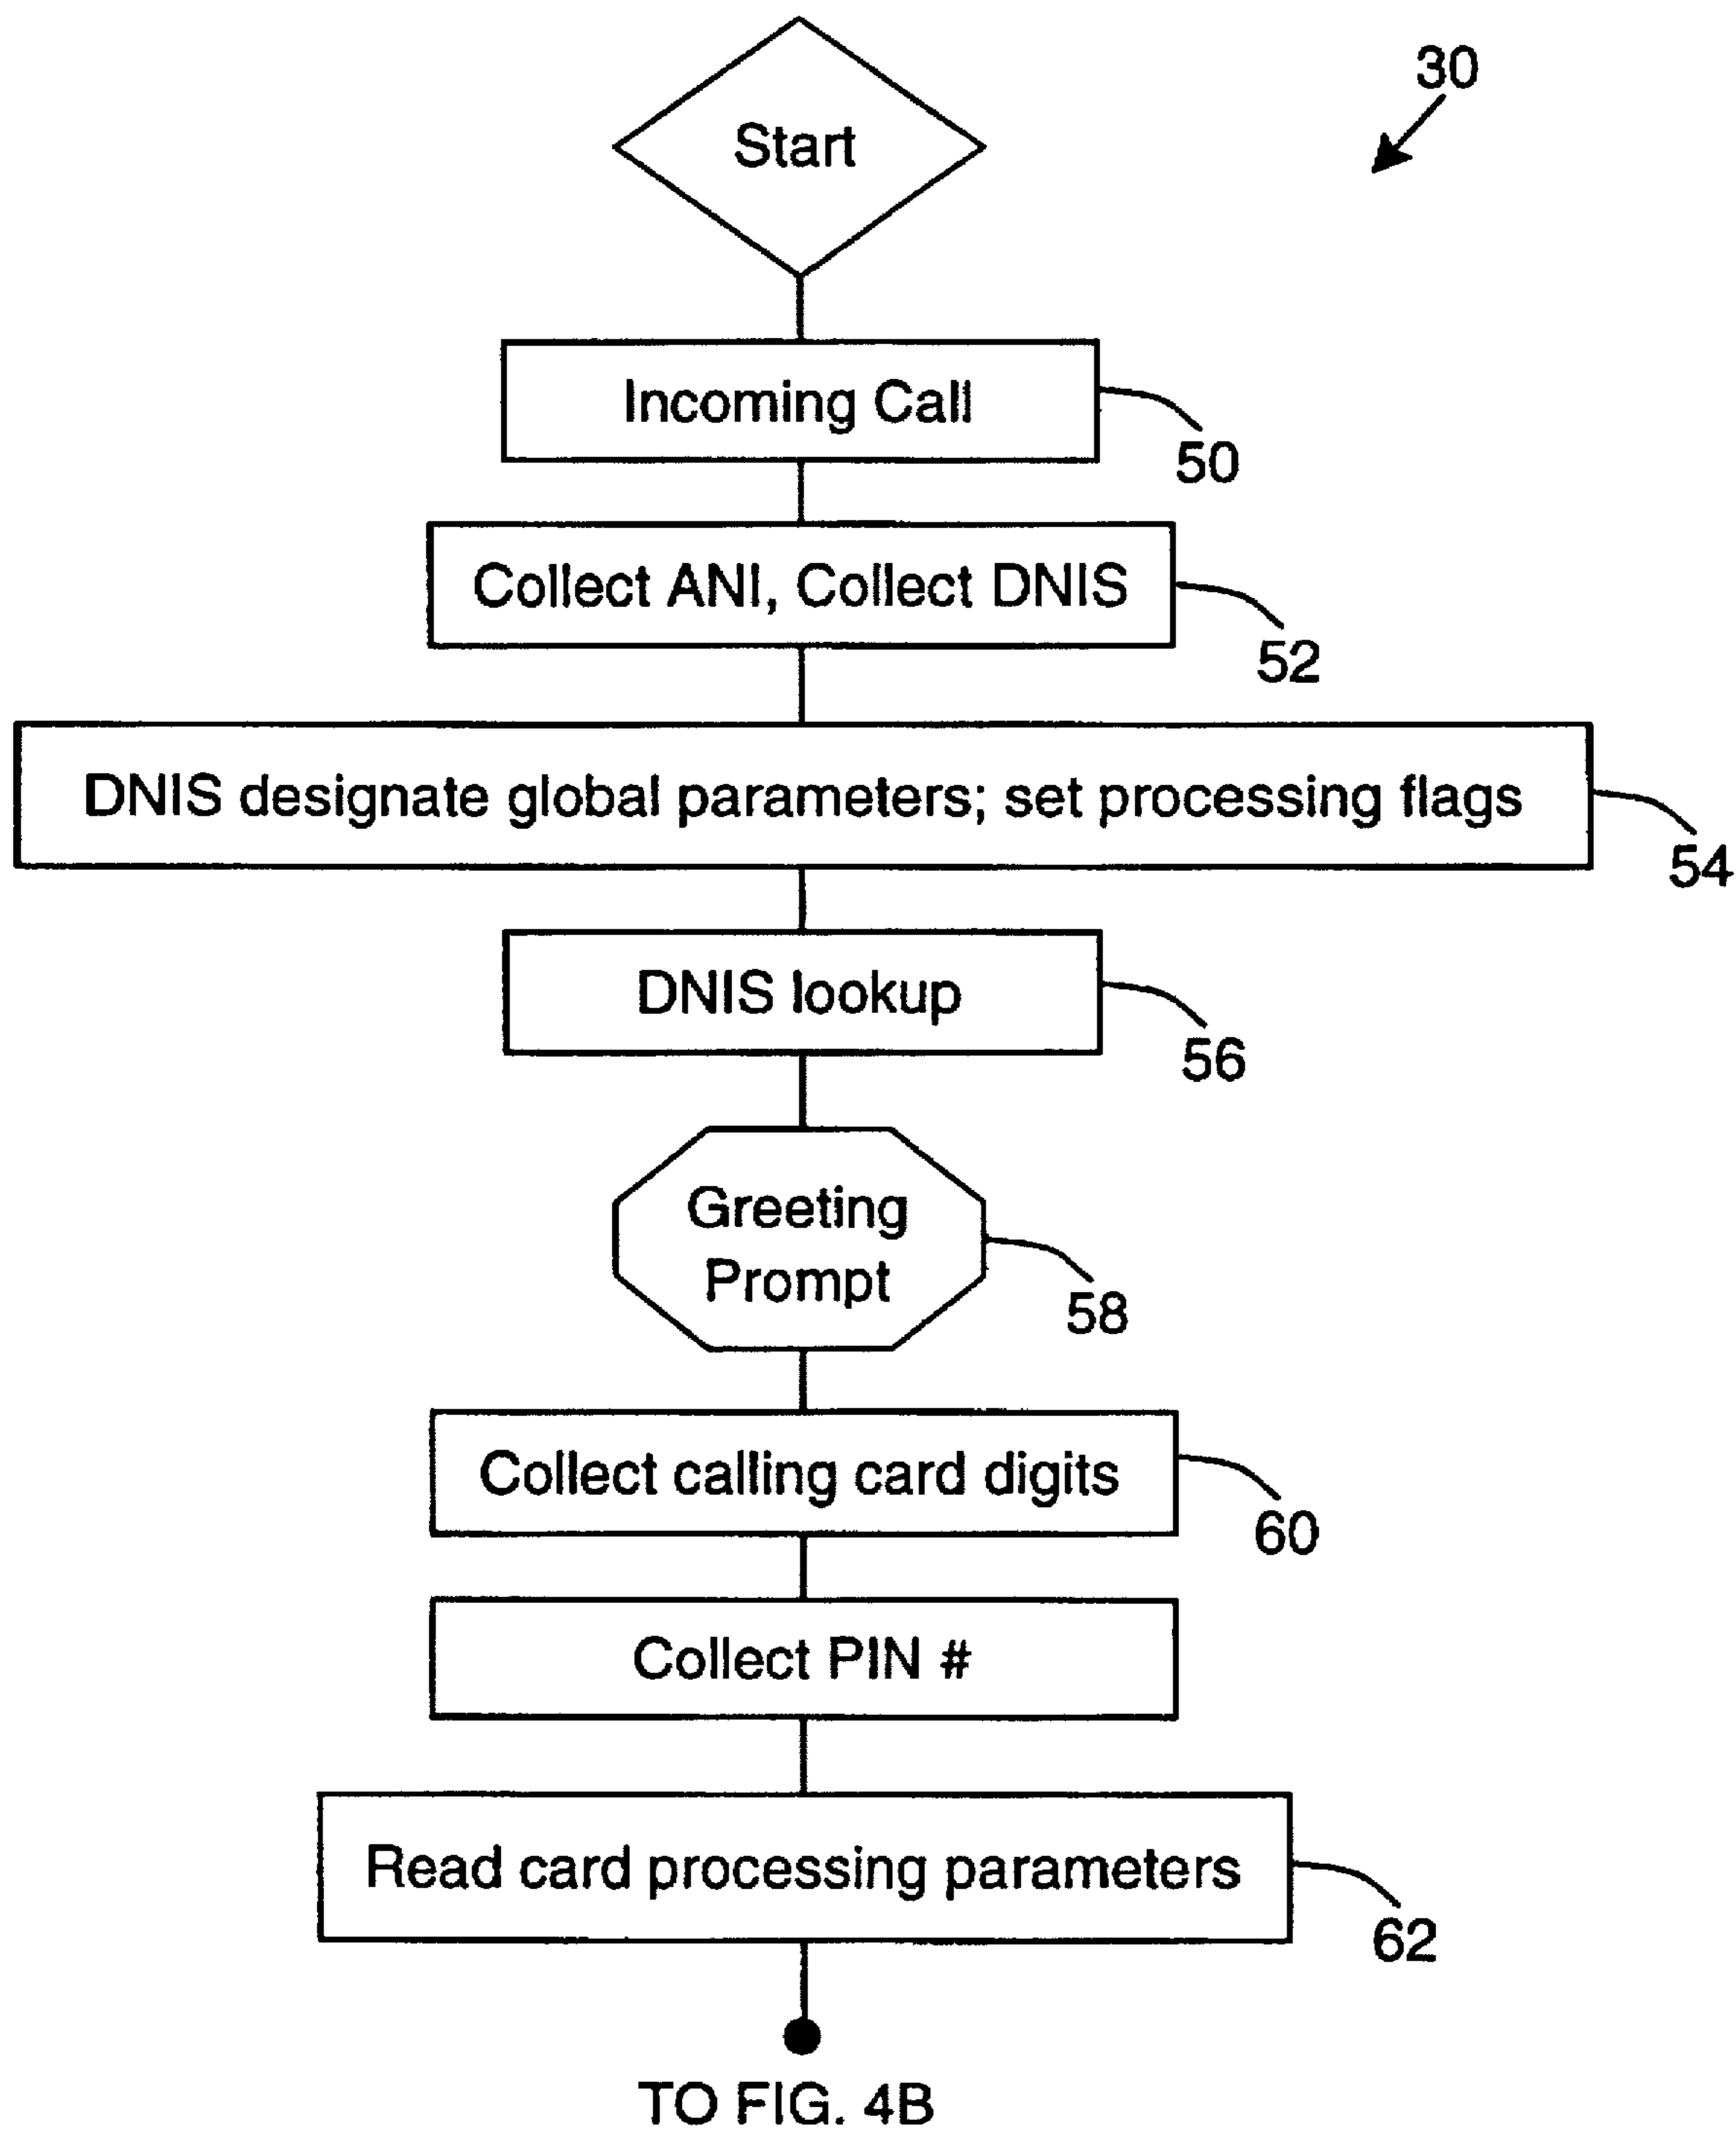 30
Start
Incoming Call
50
Collect ANI, Collect DNIS
52
DNIS designate global parameters; set processing flags
54
DNIS lookup
56
Greeting
Prompt
58
Collect calling card digits
60
Collect PIN #
Read card processing parameters
62
TO FIG. 4B